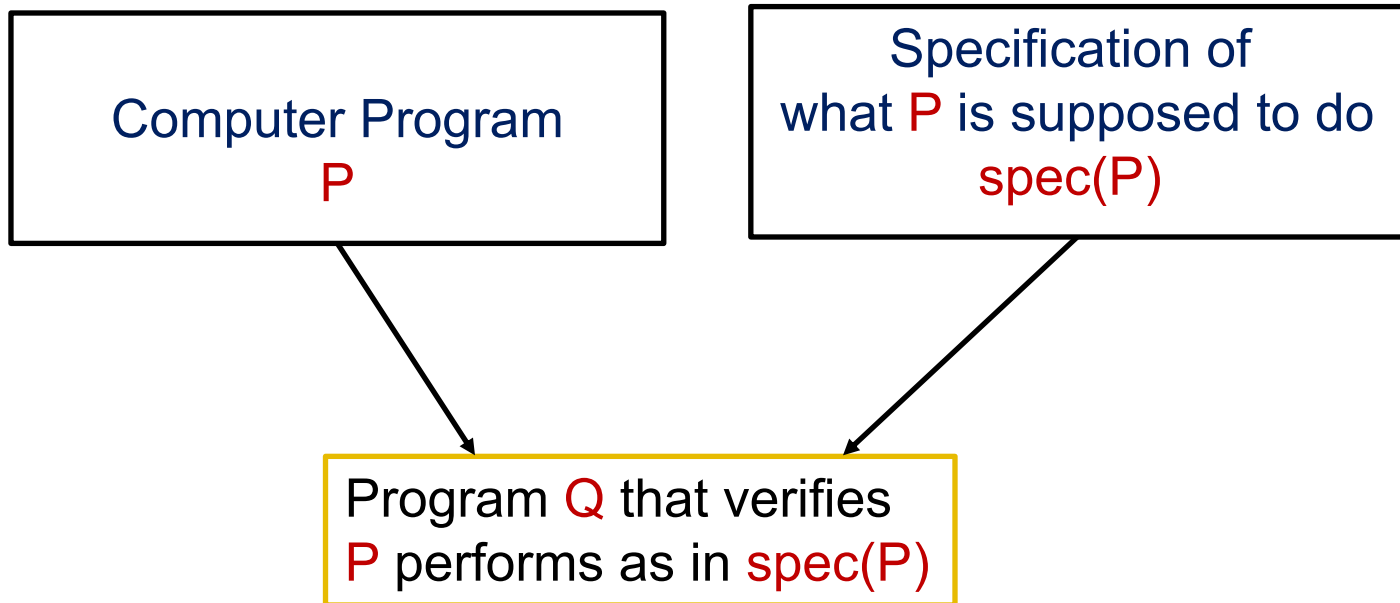 Computer Program
P
Specification of
what P is supposed to do
spec(P)
Program Q that verifies
P performs as in spec(P)